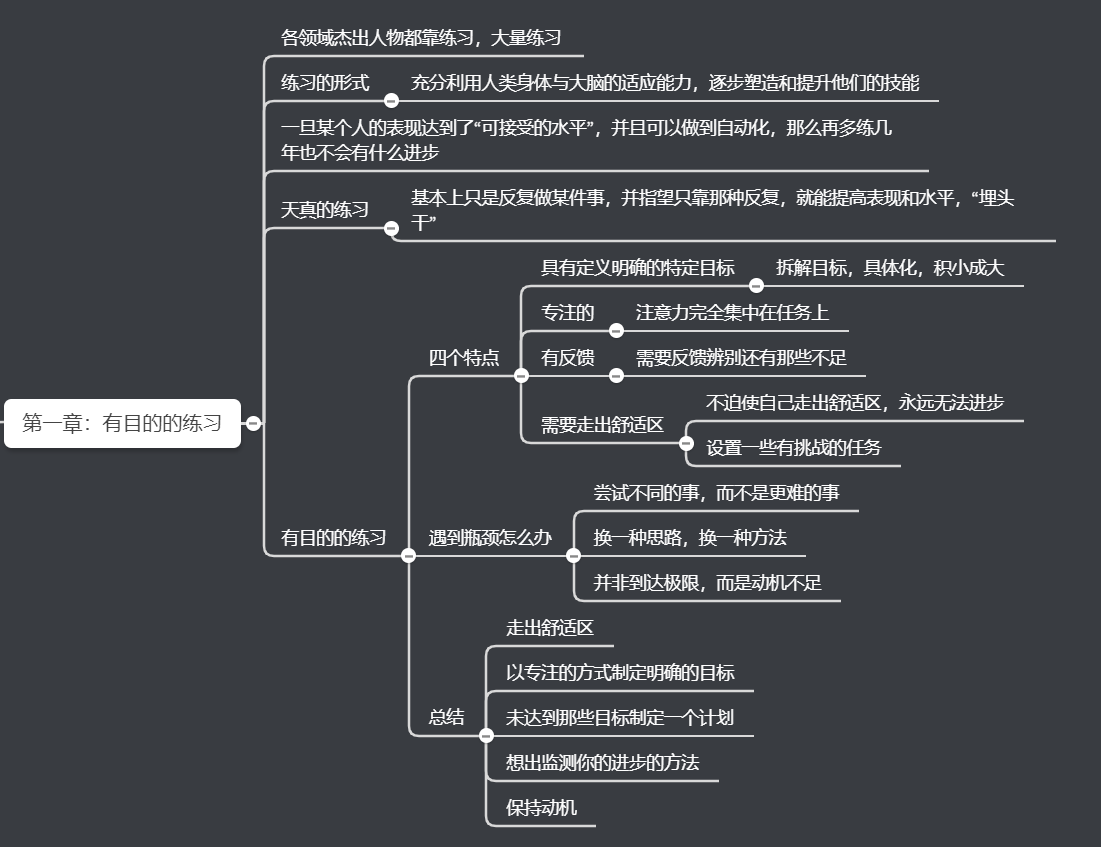 各领域杰出人物都靠练习，大量练习
练习的形式
充分利用人类身体与大脑的适应能力，逐步塑造和提升他们的技能
一旦某个人的表现达到了“可接受的水平”，并且可以做到自动化，那么再多练几
年也不会有什么进步
天真的练习
基本上只是反复做某件事，并指望只靠那种反复，就能提高表现和水平，“埋头
干”
第一章：有目的的练习
有目的的练习
四个特点
具有定义明确的特定目标
拆解目标，具体化，积小成大
专注的
注意力完全集中在任务上
有反馈
需要反馈辨别还有那些不足
需要走出舒适区
不迫使自己走出舒适区，永远无法进步
设置一些有挑战的任务
遇到瓶颈怎么办
尝试不同的事，而不是更难的事
换一种思路，换一种方法
并非到达极限，而是动机不足
总结
走出舒适区
以专注的方式制定明确的目标
未达到那些目标制定一个计划
想出监测你的进步的方法
保持动机